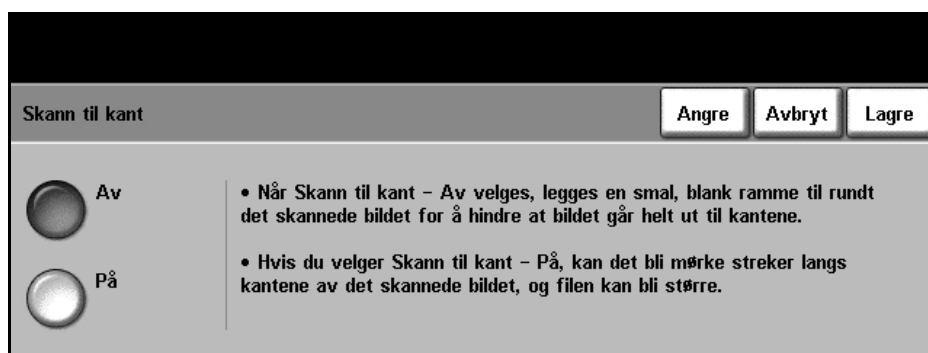 Skann til kant
Angre
Avbryt
Lagre
Av
• Når Skann til kant – Av velges, legges en smal, blank ramme til rundt
det skannede bildet for å hindre at bildet går helt ut til kantene.
På
• Hvis du velger Skann til kant – På, kan det bli mørke streker langs
kantene av det skannede bildet, og filen kan bli større.